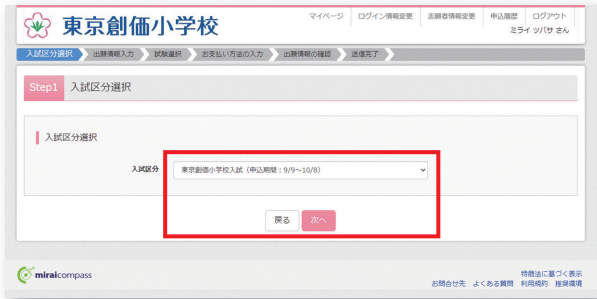 東京創価小学校
マイページ ログイン情報変更 志願者情報変更 申込履歴 ログアウト
ミライ ツバサ さん
入試区分選択 出願情報入力 試験選択 お支払い方法の入力 出願情報の確認 送信完了
Step1 入試区分選択
入試区分選択
入試区分 東京創価小学校入試(申込期間:9/9～10/8)
戻る 次へ
miraicompass
特商法に基づく表示
お問合せ先 よくある質問 利用規約 推奨環境